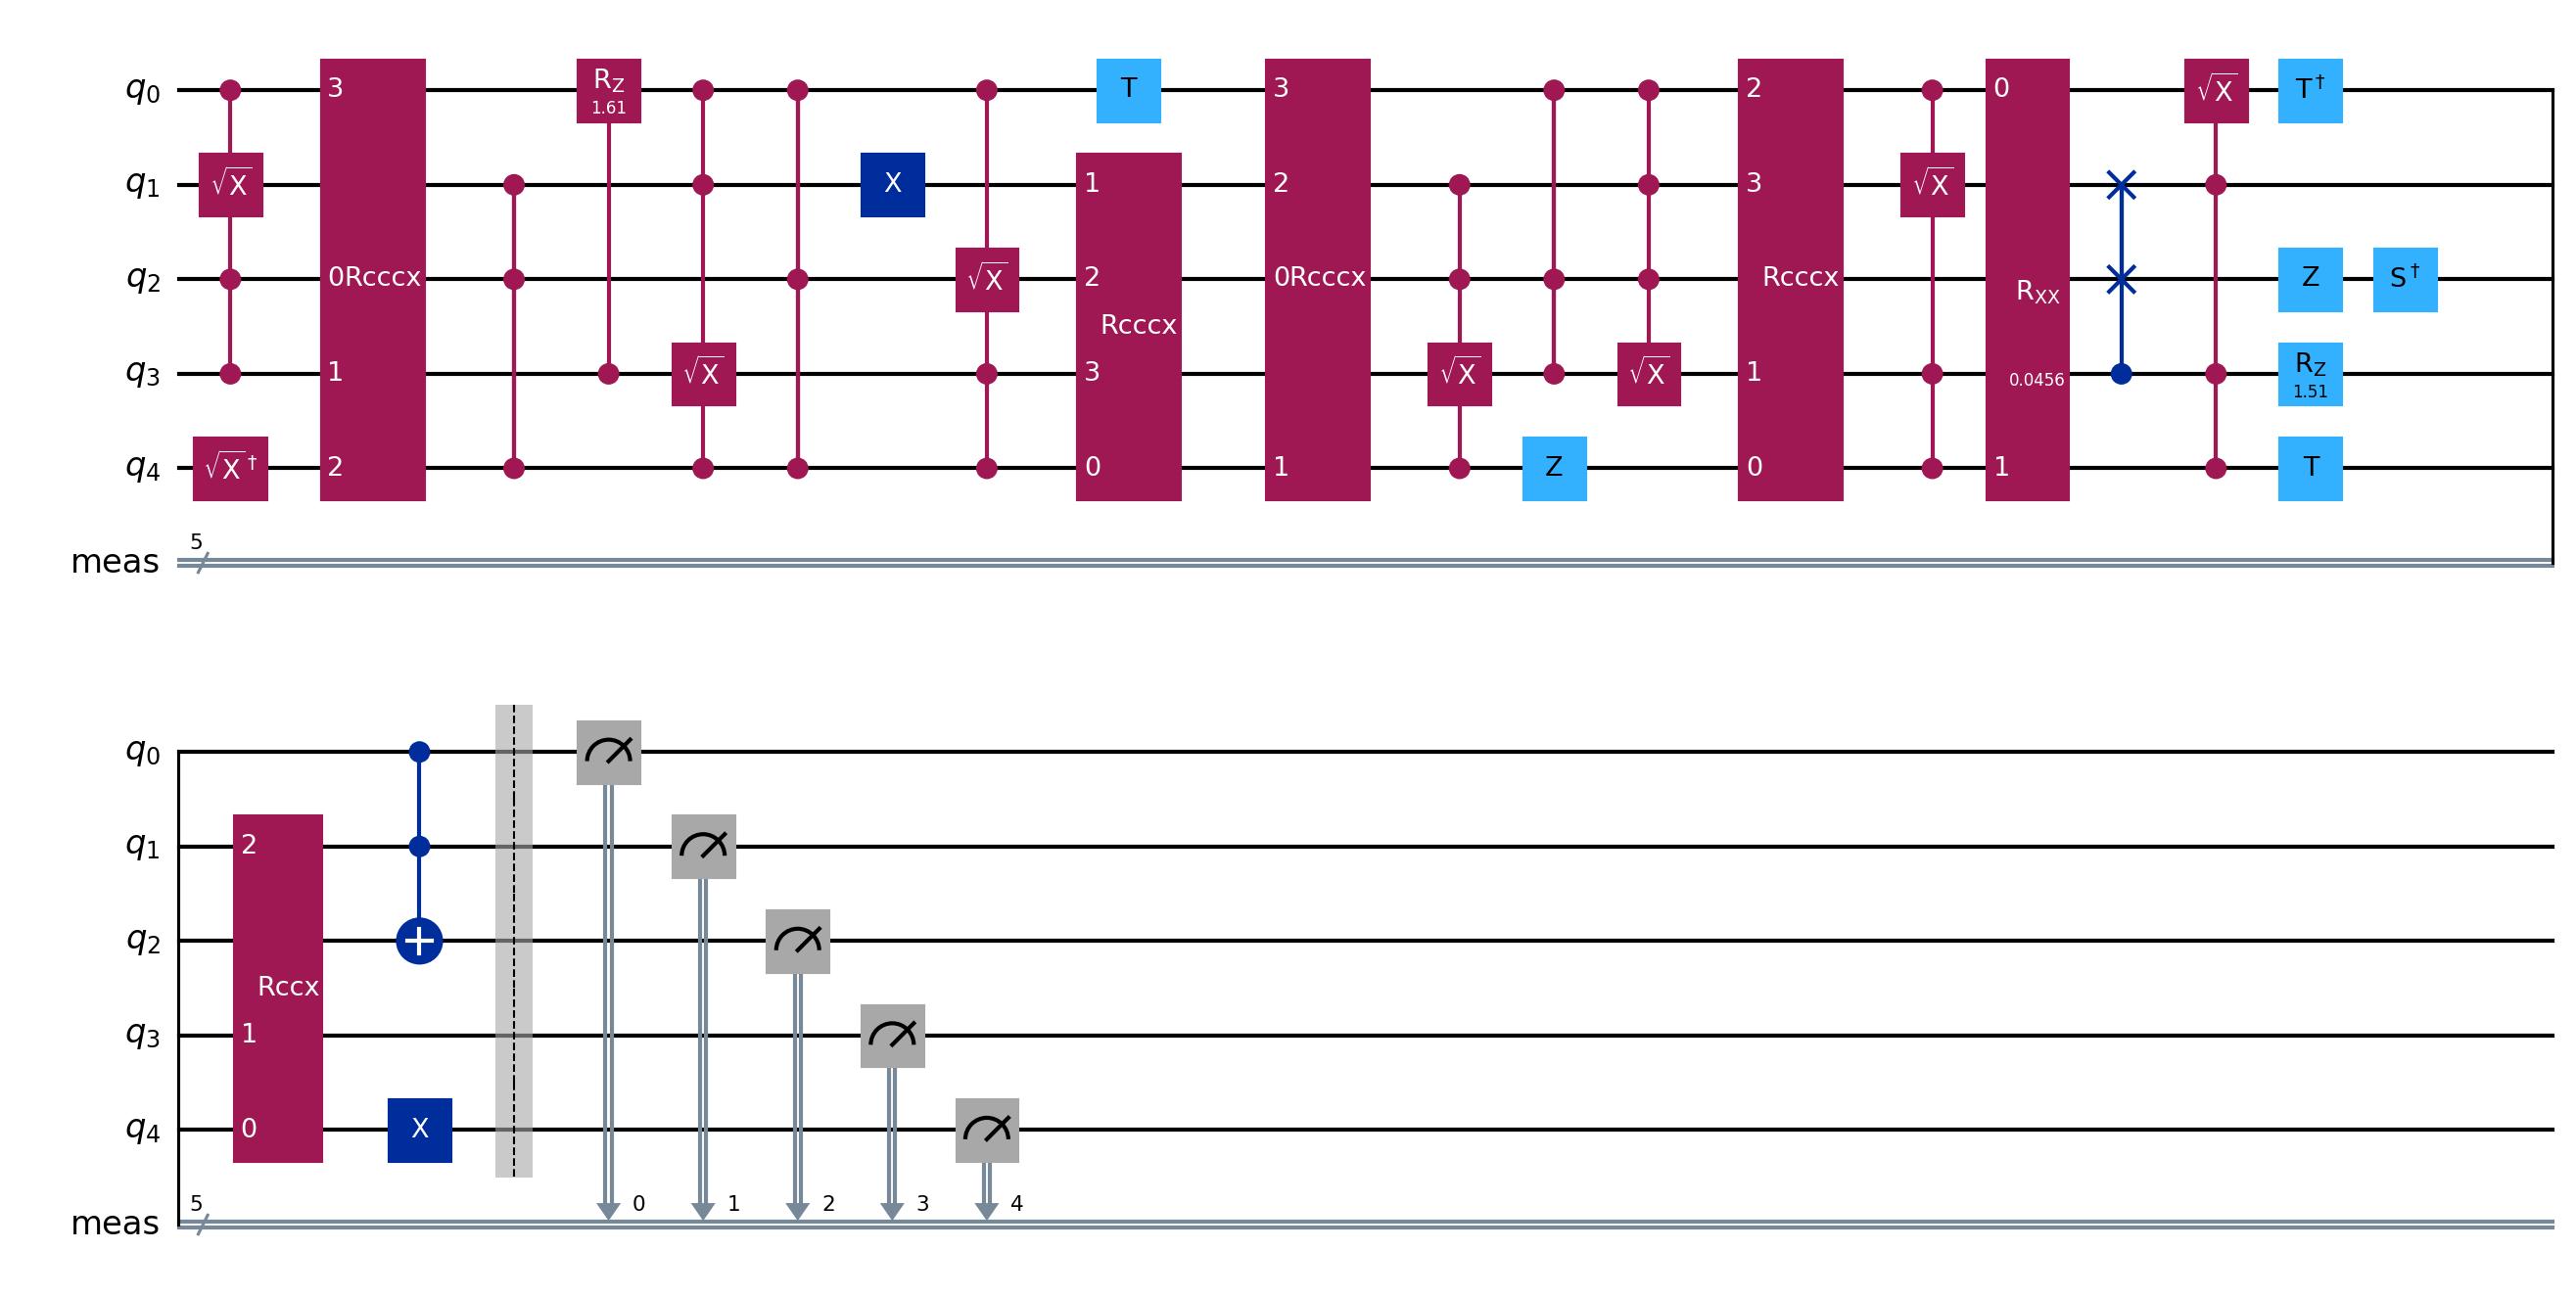 q0 3 RZ 1.61 T 3 2 0 √X T†
q1 √X X 1 2 3 √X
q2 0Rcccx √X 2 0Rcccx Rcccx RXX Z S†
Rcccx
q3 1 √X 3 √X √X 1 0.0456 RZ 1.51
q4 √X† 2 0 1 Z 0 1 T
5
meas
q0
q1 2
q2
Rccx
q3 1
q4 0 X
5 0 1 2 3 4
meas